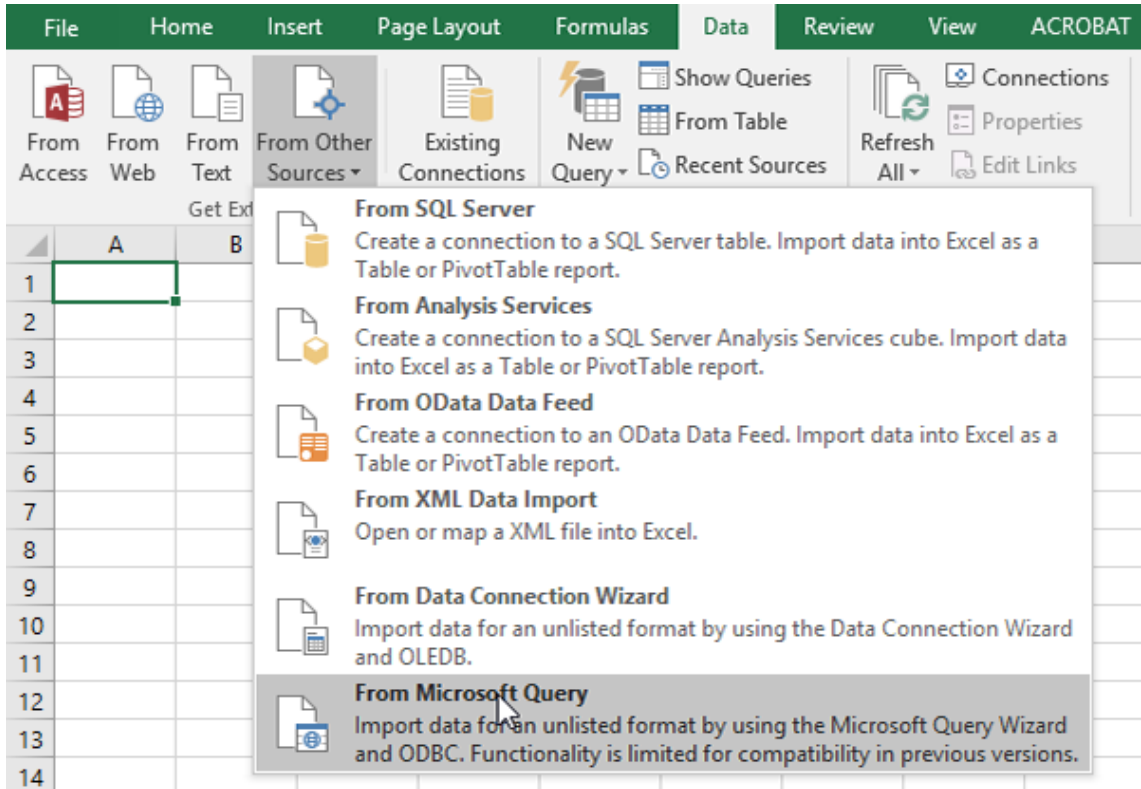 File Home Insert Page Layout Formulas Data Review View ACROBAT
From Access
From Web
From Text
From Other Sources
Existing Connections
New Query
Show Queries
From Table
Recent Sources
Refresh All
Connections
Properties
Edit Links
Get Ext
From SQL Server
Create a connection to a SQL Server table. Import data into Excel as a
Table or PivotTable report.
From Analysis Services
Create a connection to a SQL Server Analysis Services cube. Import data
into Excel as a Table or PivotTable report.
From OData Data Feed
Create a connection to an OData Data Feed. Import data into Excel as a
Table or PivotTable report.
From XML Data Import
Open or map a XML file into Excel.
From Data Connection Wizard
Import data for an unlisted format by using the Data Connection Wizard
and OLEDB.
From Microsoft Query
Import data for an unlisted format by using the Microsoft Query Wizard
and ODBC. Functionality is limited for compatibility in previous versions.
A B
1
2
3
4
5
6
7
8
9
10
11
12
13
14